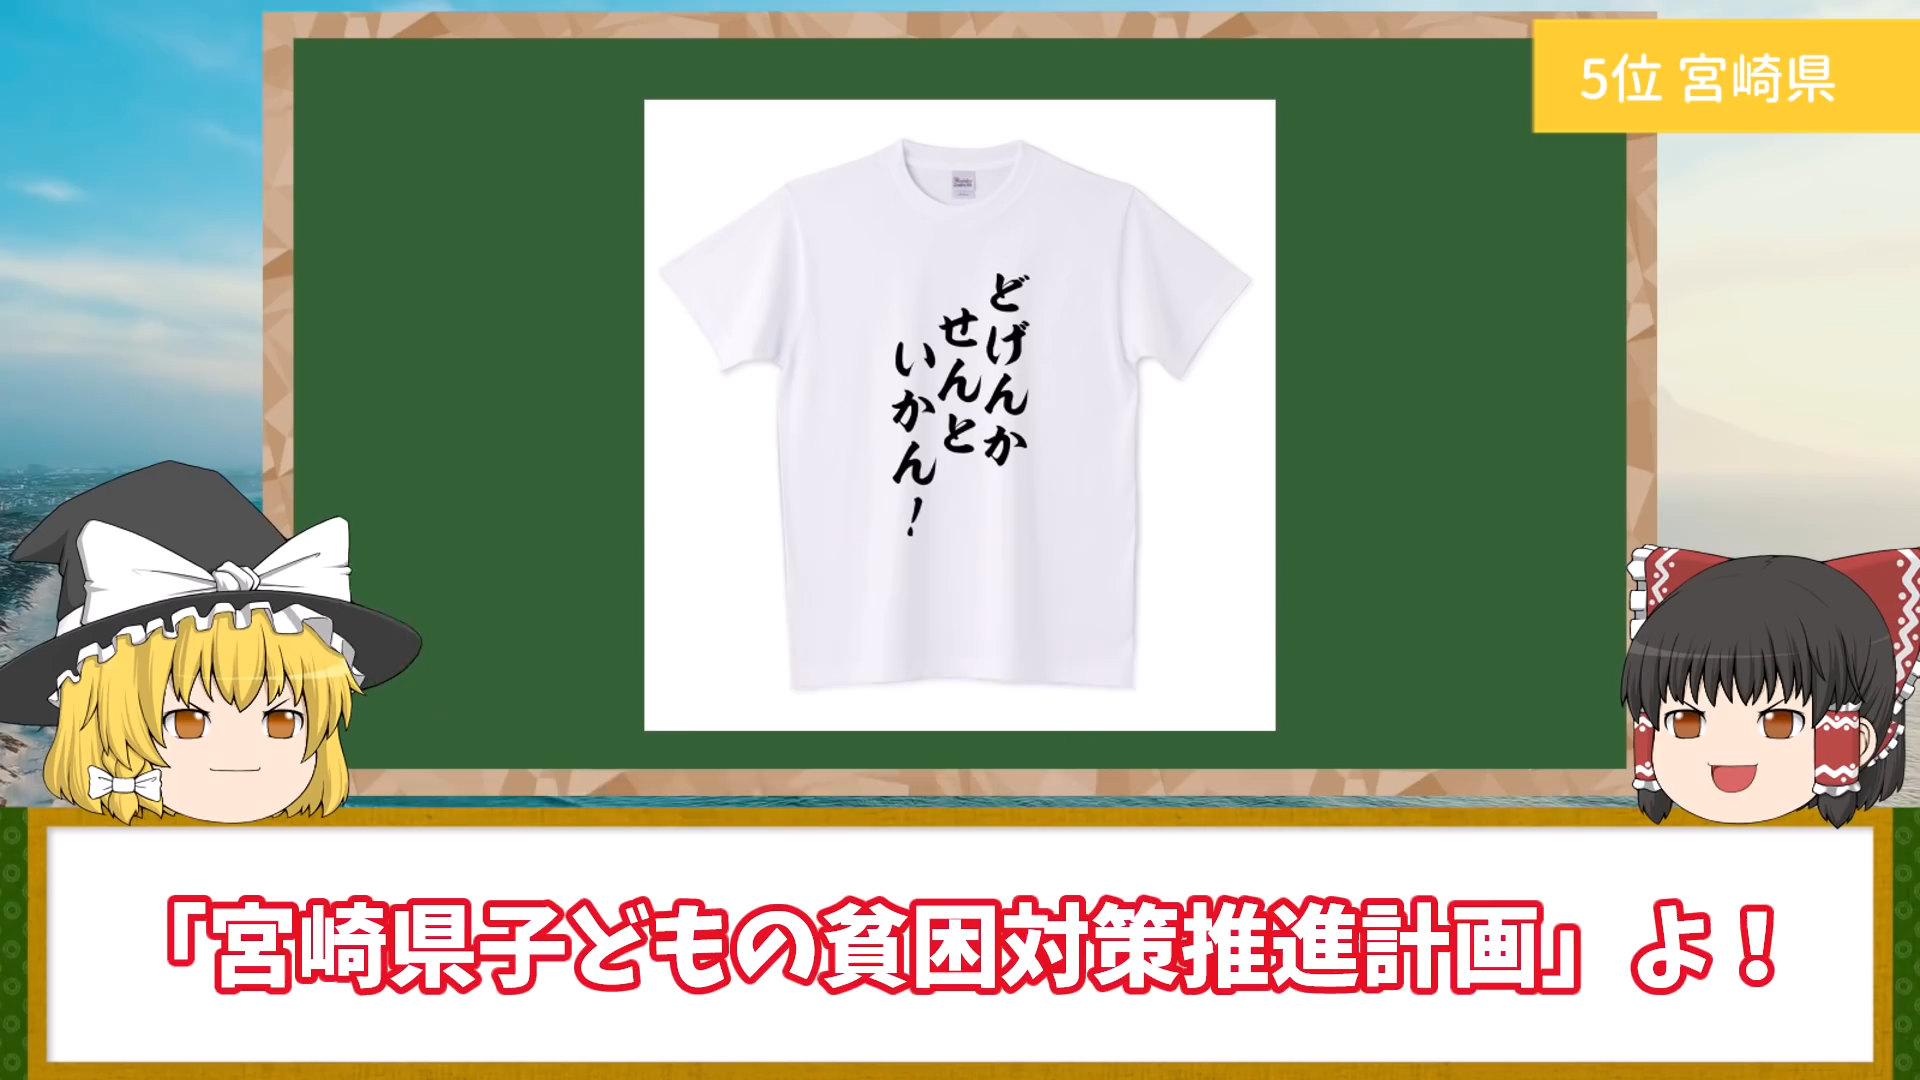 5位 宮崎県
どげんか
せんと
いかん！
「宮崎県子どもの貧困対策推進計画」よ！